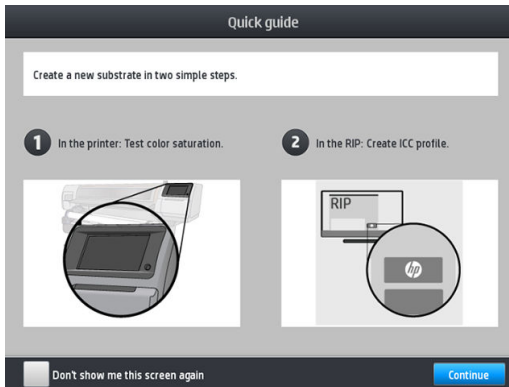 Quick guide
Create a new substrate in two simple steps.
1 In the printer: Test color saturation.
2 In the RIP: Create ICC profile.
RIP
hp
Don't show me this screen again
Continue